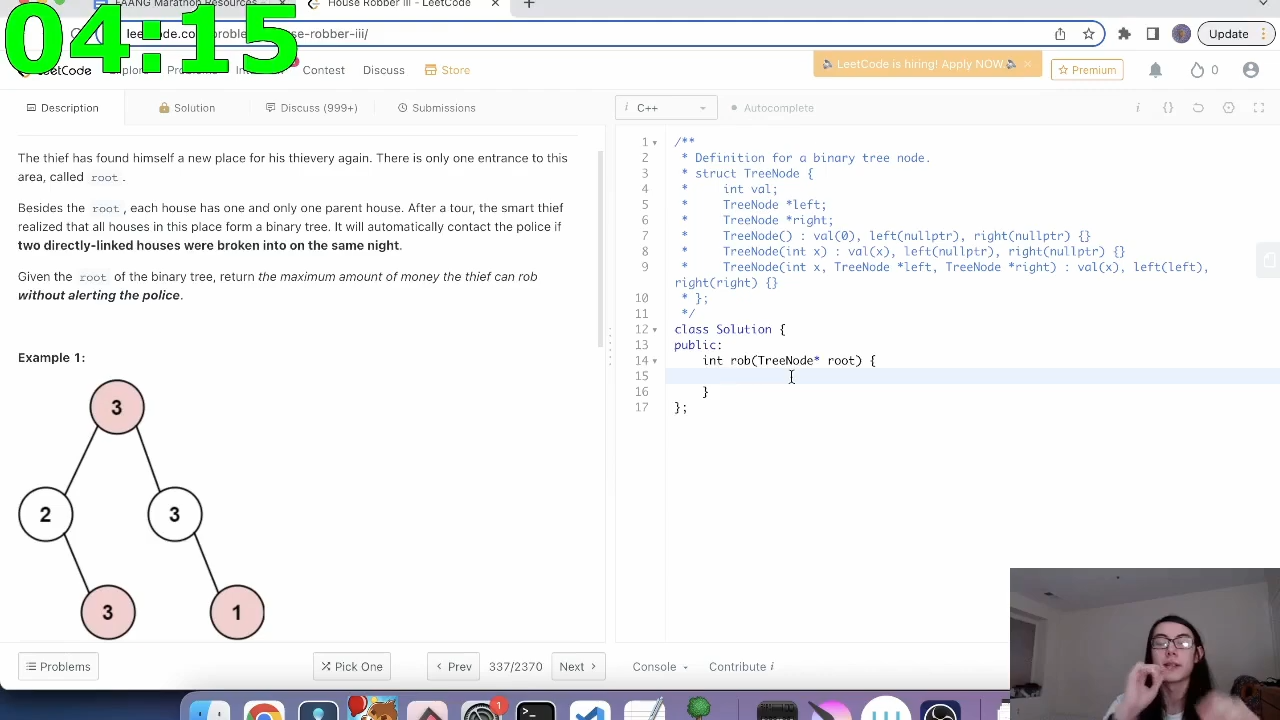 FAANG Marathon Resources
House Robber III - LeetCode
04:15
se-robber-iii/
Update
LeetCode is hiring! Apply NOW.
Contest
Discuss
Store
Premium
0
Description
Solution
Discuss (999+)
Submissions
i C++
Autocomplete
The thief has found himself a new place for his thievery again. There is only one entrance to this
area, called root .
Besides the root , each house has one and only one parent house. After a tour, the smart thief
realized that all houses in this place form a binary tree. It will automatically contact the police if
two directly-linked houses were broken into on the same night.
Given the root of the binary tree, return the maximum amount of money the thief can rob
without alerting the police.
Example 1:
3
2
3
3
1
1 /**
2 * Definition for a binary tree node.
3 * struct TreeNode {
4 * int val;
5 * TreeNode *left;
6 * TreeNode *right;
7 * TreeNode() : val(0), left(nullptr), right(nullptr) {}
8 * TreeNode(int x) : val(x), left(nullptr), right(nullptr) {}
9 * TreeNode(int x, TreeNode *left, TreeNode *right) : val(x), left(left),
right(right) {}
10 * };
11 */
12 class Solution {
13 public:
14 int rob(TreeNode* root) {
15
16 }
17 };
Problems
Pick One
Prev
337/2370
Next
Console
Contribute i
1